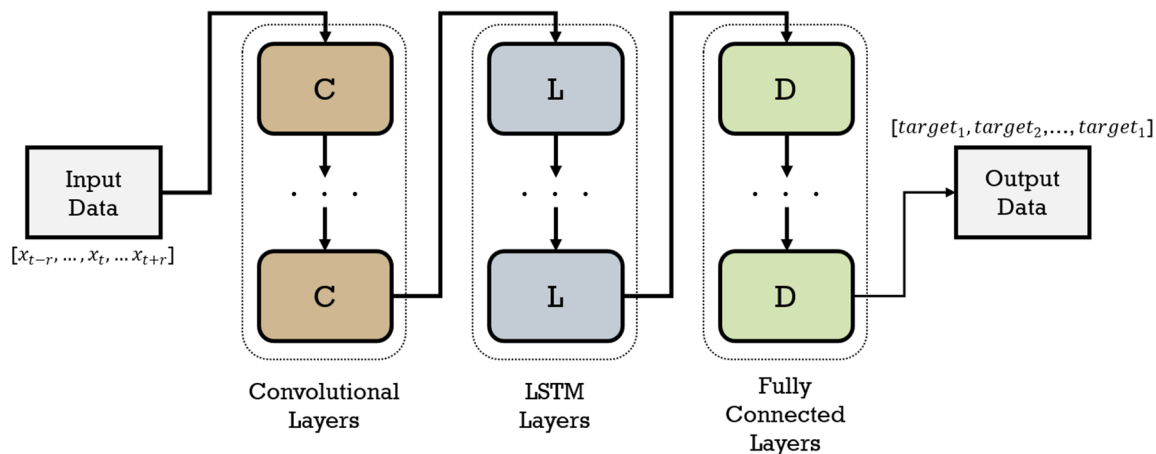 Input
Data
[x_{t−r}, … , x_t, … x_{t+r}]
C
. . .
C
Convolutional
Layers
L
. . .
L
LSTM
Layers
D
. . .
D
Fully
Connected
Layers
[target_1, target_2, …, target_1]
Output
Data